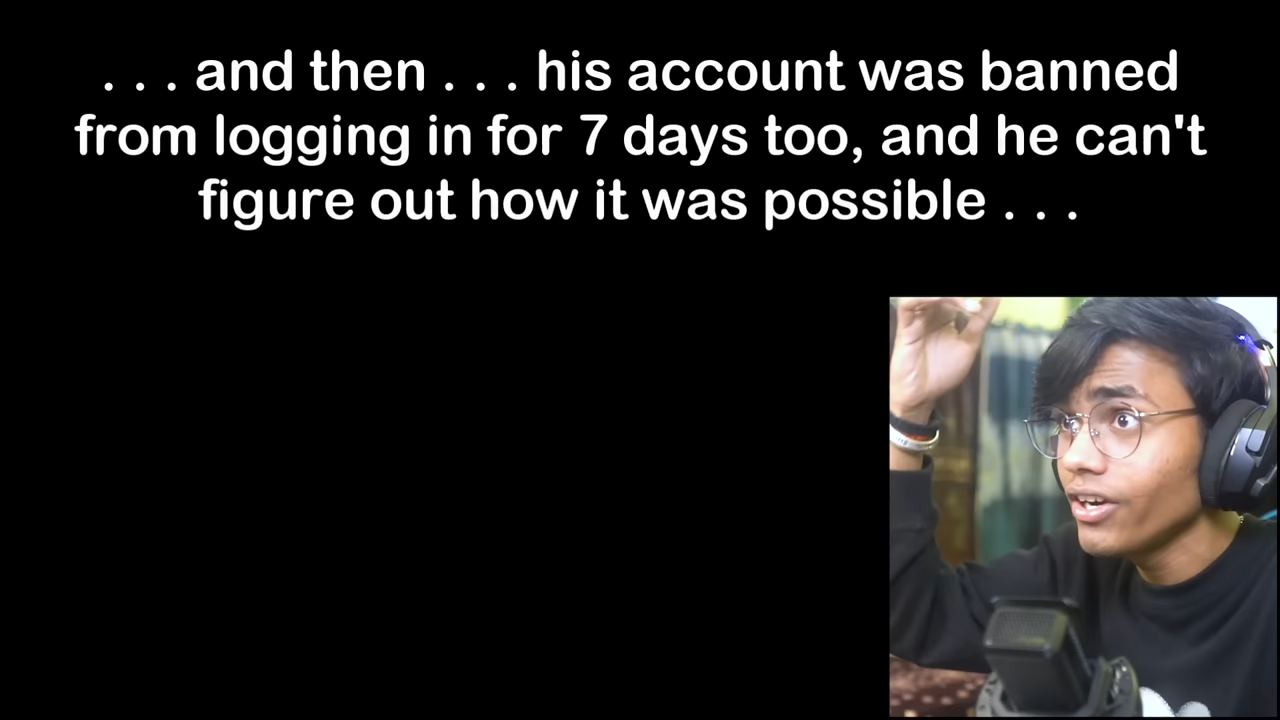 . . . and then . . . his account was banned
from logging in for 7 days too, and he can't
figure out how it was possible . . .